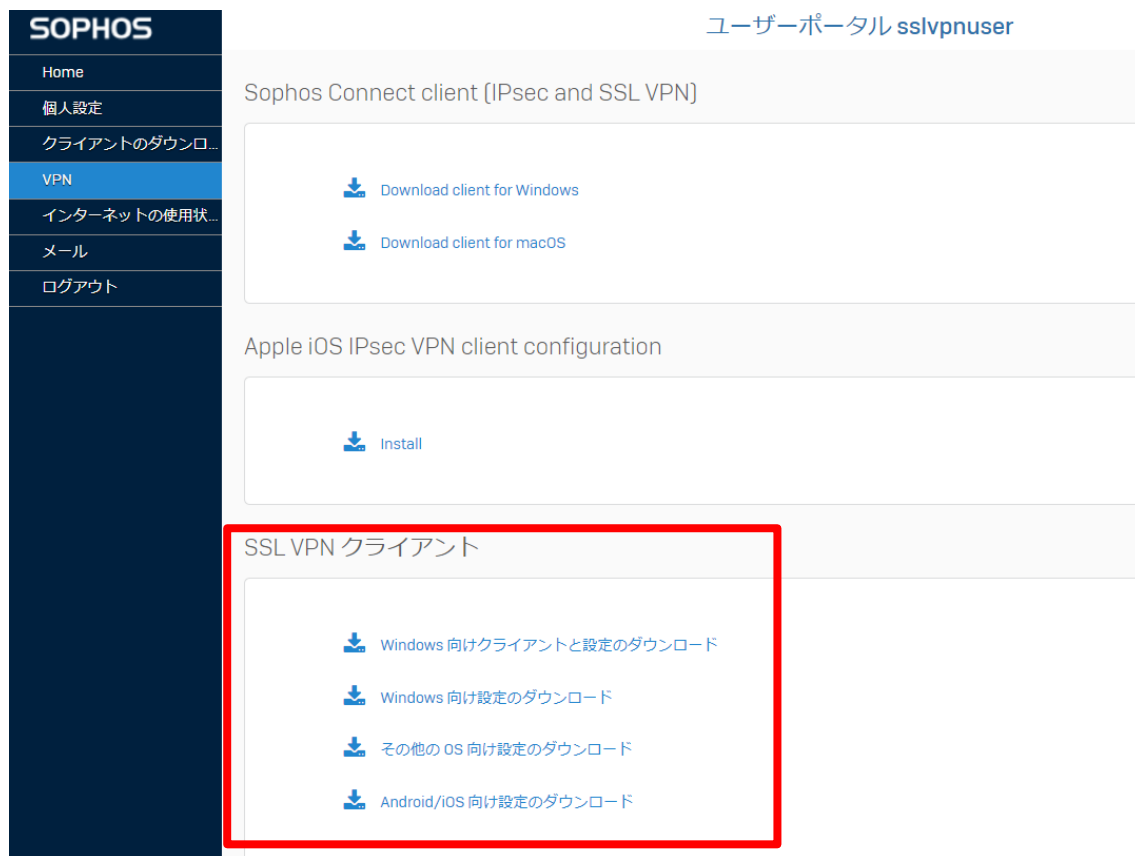 SOPHOS
ユーザーポータル sslvpnuser
Home
個人設定
クライアントのダウンロ...
VPN
インターネットの使用状...
メール
ログアウト
Sophos Connect client (IPsec and SSL VPN)
Download client for Windows
Download client for macOS
Apple iOS IPsec VPN client configuration
Install
SSL VPN クライアント
Windows 向けクライアントと設定のダウンロード
Windows 向け設定のダウンロード
その他の OS 向け設定のダウンロード
Android/iOS 向け設定のダウンロード